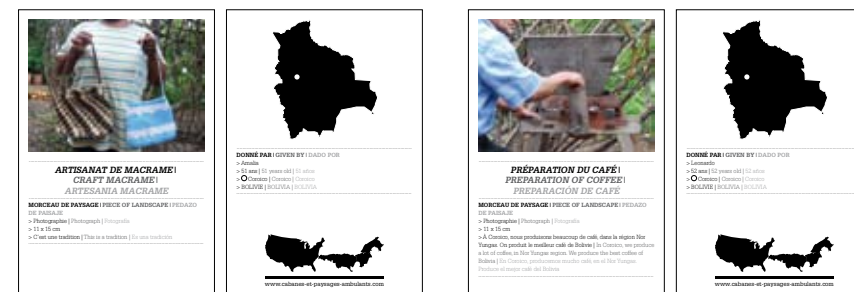 ARTISANAT DE MACRAME |
CRAFT MACRAME |
ARTESANIA MACRAME
MORCEAU DE PAYSAGE | PIECE OF LANDSCAPE | PEDAZO
DE PAISAJE
> Photographie | Photograph | Fotografía
> 11 x 15 cm
> C'est une tradition | This is a tradition | Es una tradición
DONNÉ PAR | GIVEN BY | DADO POR
> Amalia
> 51 ans | 51 years old | 51 años
> Coroico | Coroico | Coroico
> BOLIVIE | BOLIVIA | BOLIVIA
www.cabanes-et-paysages-ambulants.com
PRÉPARATION DU CAFÉ |
PREPARATION OF COFFEE |
PREPARACIÓN DE CAFÉ
MORCEAU DE PAYSAGE | PIECE OF LANDSCAPE | PEDAZO
DE PAISAJE
> Photographie | Photograph | Fotografía
> 11 x 15 cm
> A Coroico, nous produisons beaucoup de café, dans la région Nor
Yungas. On produit le meilleur café de Bolivie | In Coroico, we produce
a lot of coffee, in Nor Yungas region. We produce the best coffee of
Bolivia | En Coroico, producimos mucho café, en el Nor Yungas.
Produce el mejor café del Bolivia
DONNÉ PAR | GIVEN BY | DADO POR
> Leonardo
> 52 ans | 52 years old | 52 años
> Coroico | Coroico | Coroico
> BOLIVIE | BOLIVIA | BOLIVIA
www.cabanes-et-paysages-ambulants.com